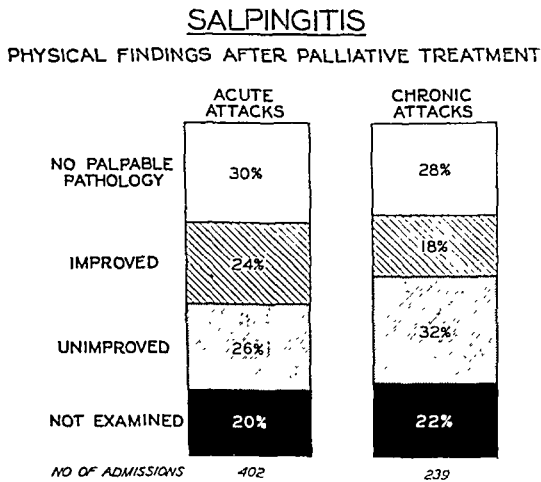 SALPINGITIS
PHYSICAL FINDINGS AFTER PALLIATIVE TREATMENT
ACUTE
ATTACKS
CHRONIC
ATTACKS
NO PALPABLE
PATHOLOGY
30%
28%
IMPROVED
24%
18%
UNIMPROVED
26%
32%
NOT EXAMINED
20%
22%
NO OF ADMISSIONS
402
239